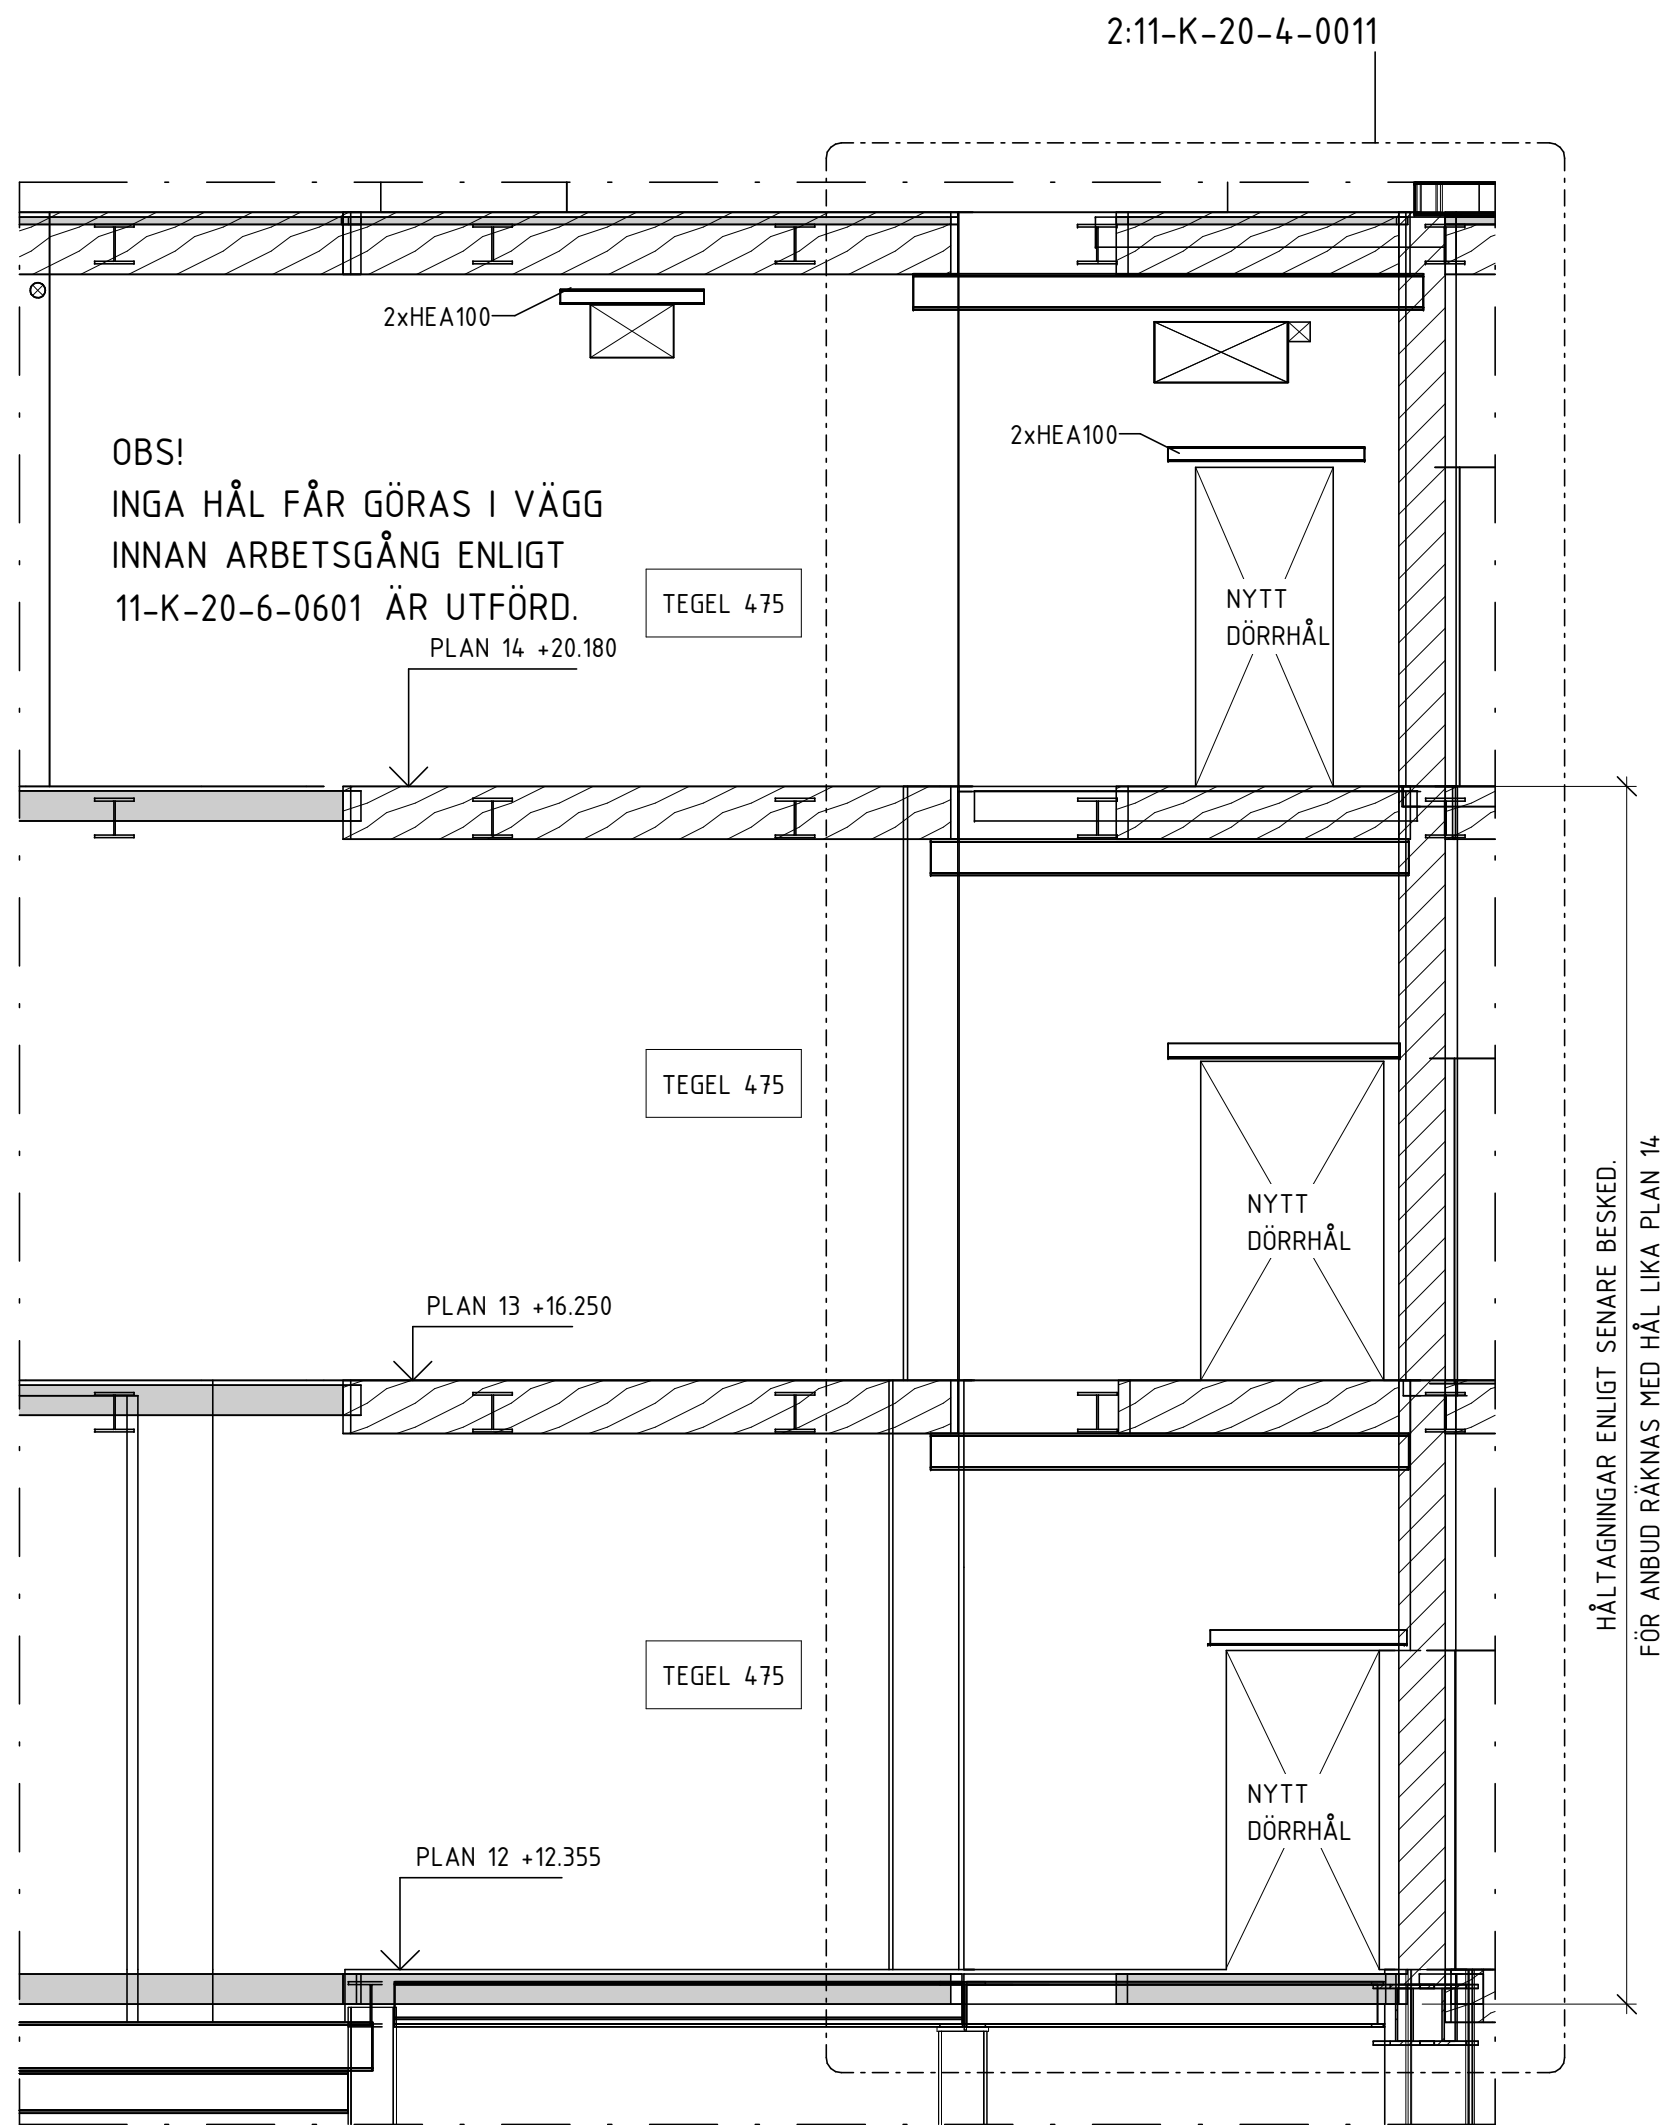 2:11-K-20-4-0011
2xHEA100
2xHEA100
OBS!
INGA HÅL FÅR GÖRAS I VÄGG
INNAN ARBETSGÅNG ENLIGT
11-K-20-6-0601 ÄR UTFÖRD.
TEGEL 475
NYTT
DÖRRHÅL
PLAN 14 +20.180
TEGEL 475
NYTT
DÖRRHÅL
PLAN 13 +16.250
HÅLTAGNINGAR ENLIGT SENARE BESKED.
FÖR ANBUD RÄKNAS MED HÅL LIKA PLAN 14
TEGEL 475
NYTT
DÖRRHÅL
PLAN 12 +12.355